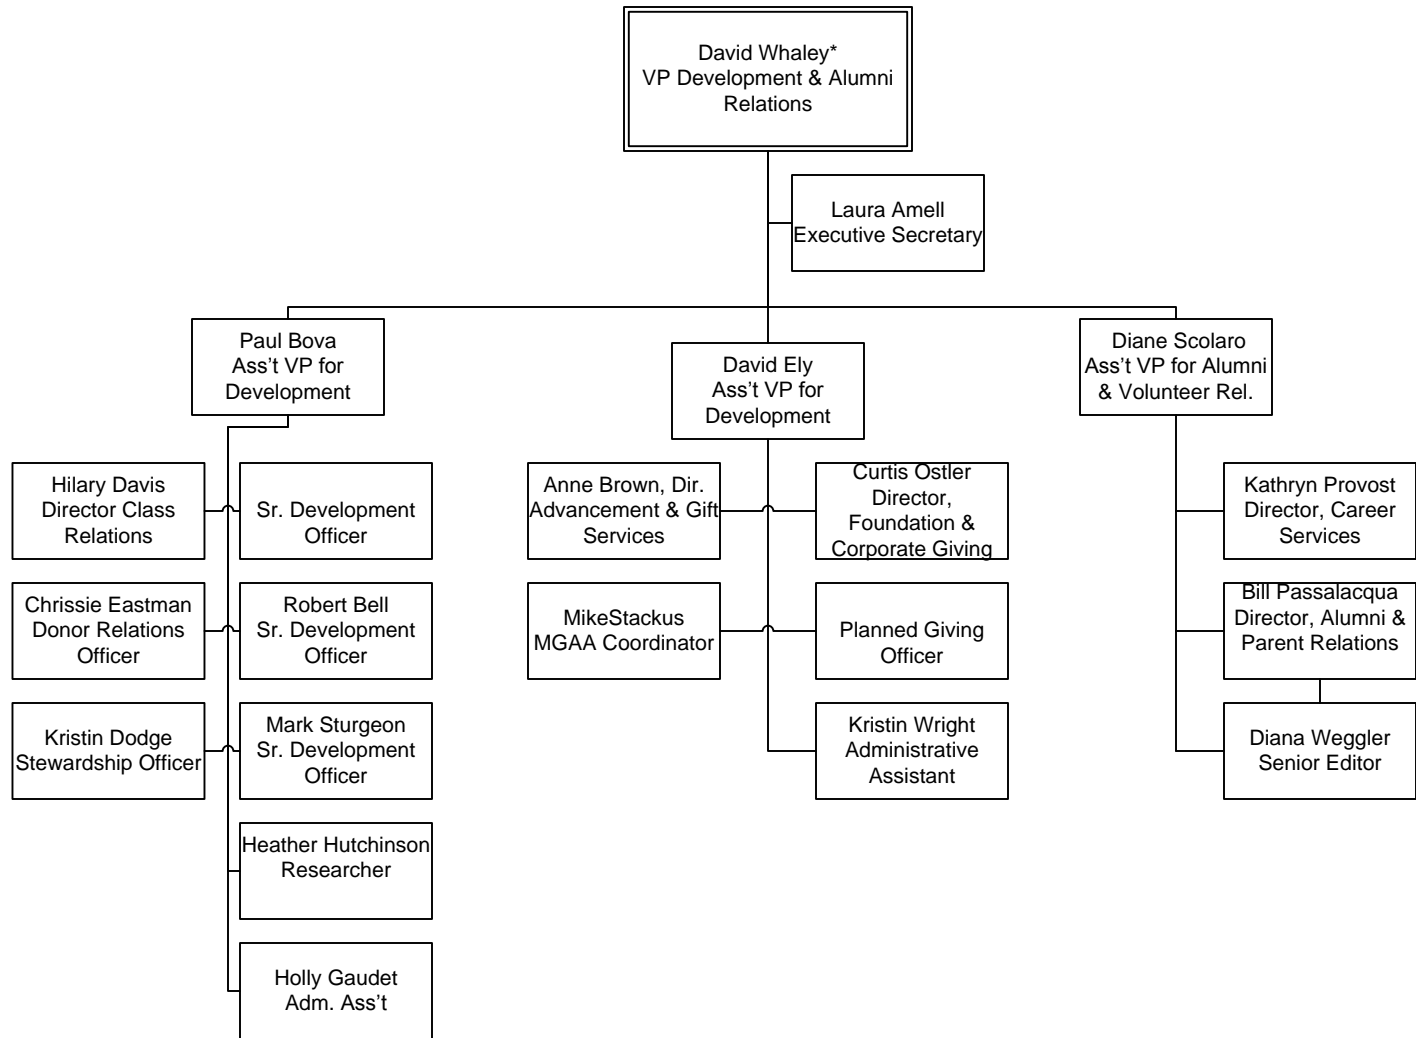 David Whaley*
VP Development & Alumni
Relations
Laura Amell
Executive Secretary
Paul Bova
Ass’t VP for
Development
David Ely
Ass’t VP for
Development
Diane Scolaro
Ass’t VP for Alumni
& Volunteer Rel.
Hilary Davis
Director Class
Relations
Sr. Development
Officer
Anne Brown, Dir.
Advancement & Gift
Services
Curtis Ostler
Director,
Foundation &
Corporate Giving
Kathryn Provost
Director, Career
Services
Chrissie Eastman
Donor Relations
Officer
Robert Bell
Sr. Development
Officer
MikeStackus
MGAA Coordinator
Planned Giving
Officer
Bill Passalacqua
Director, Alumni &
Parent Relations
Kristin Dodge
Stewardship Officer
Mark Sturgeon
Sr. Development
Officer
Kristin Wright
Administrative
Assistant
Diana Weggler
Senior Editor
Heather Hutchinson
Researcher
Holly Gaudet
Adm. Ass’t